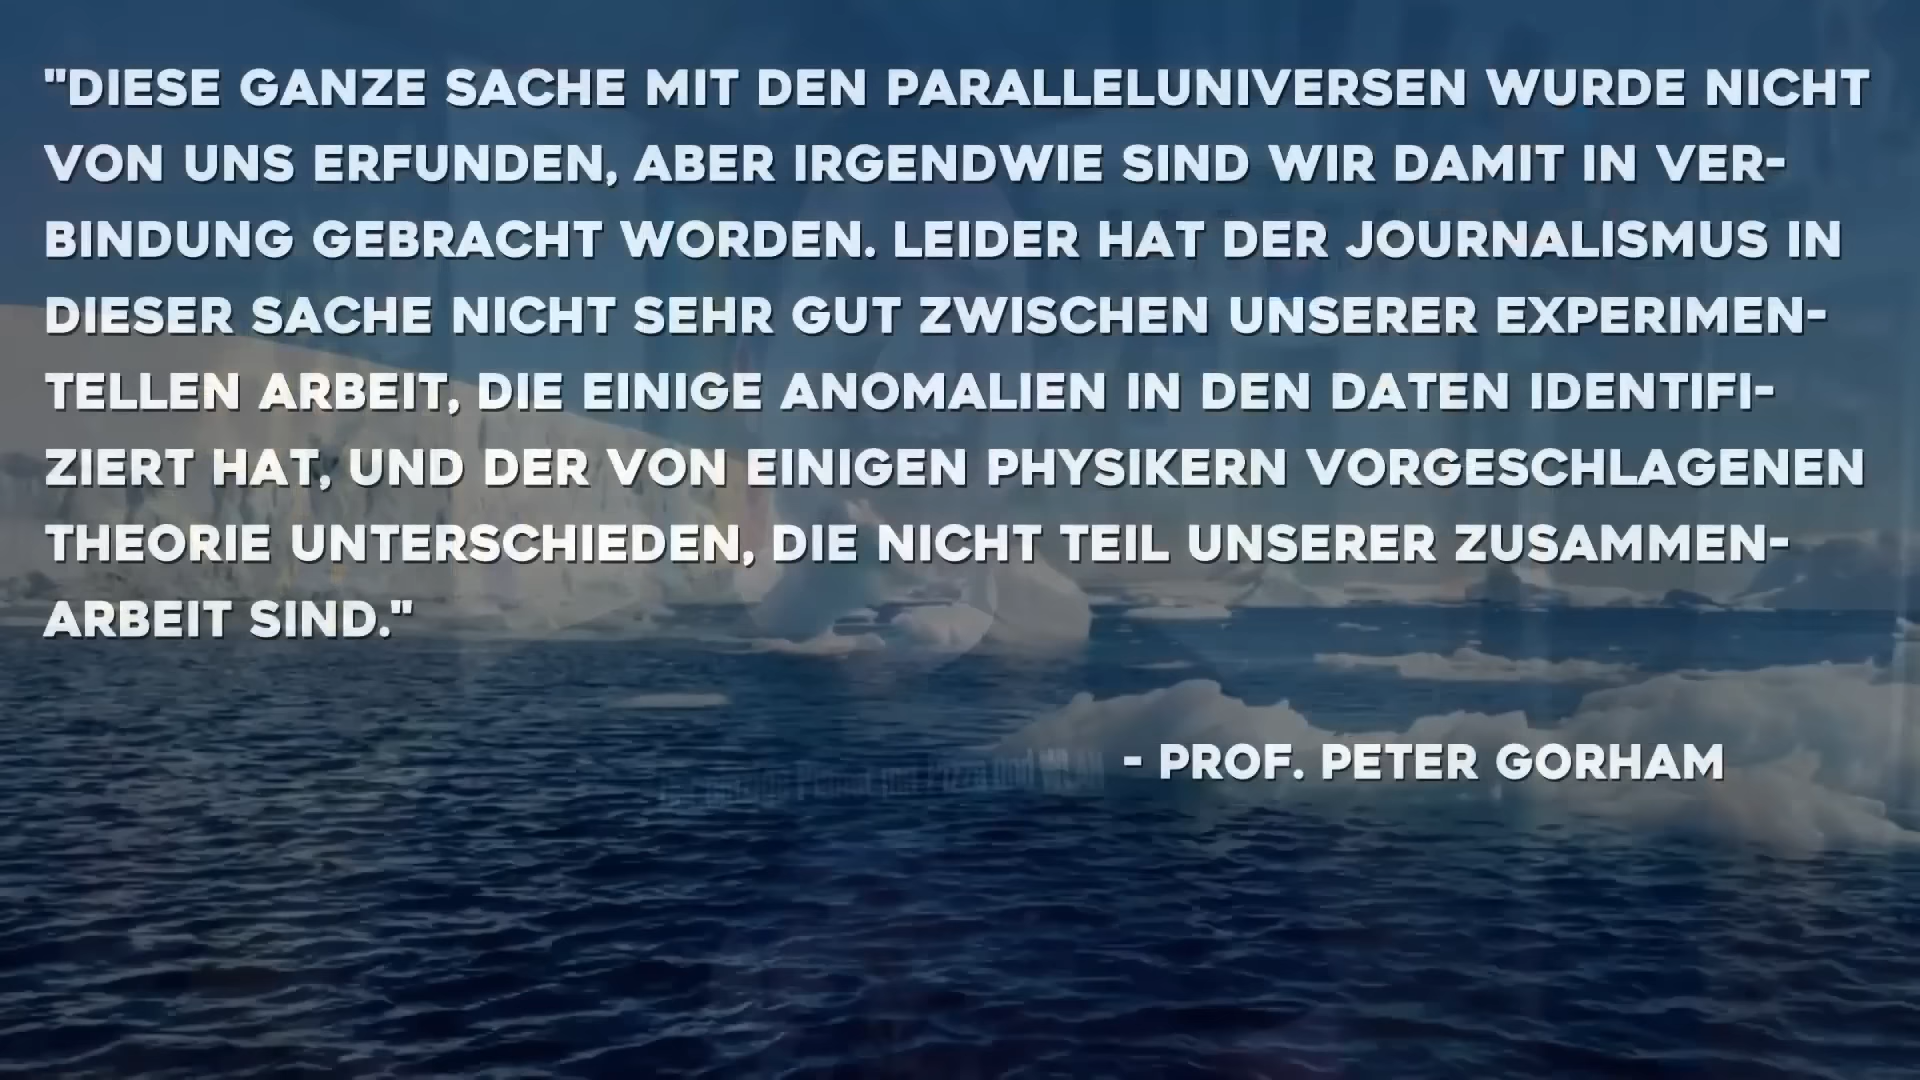 "DIESE GANZE SACHE MIT DEN PARALLELUNIVERSEN WURDE NICHT
VON UNS ERFUNDEN, ABER IRGENDWIE SIND WIR DAMIT IN VER-
BINDUNG GEBRACHT WORDEN. LEIDER HAT DER JOURNALISMUS IN
DIESER SACHE NICHT SEHR GUT ZWISCHEN UNSERER EXPERIMEN-
TELLEN ARBEIT, DIE EINIGE ANOMALIEN IN DEN DATEN IDENTIFI-
ZIERT HAT, UND DER VON EINIGEN PHYSIKERN VORGESCHLAGENEN
THEORIE UNTERSCHIEDEN, DIE NICHT TEIL UNSERER ZUSAMMEN-
ARBEIT SIND."
- PROF. PETER GORHAM